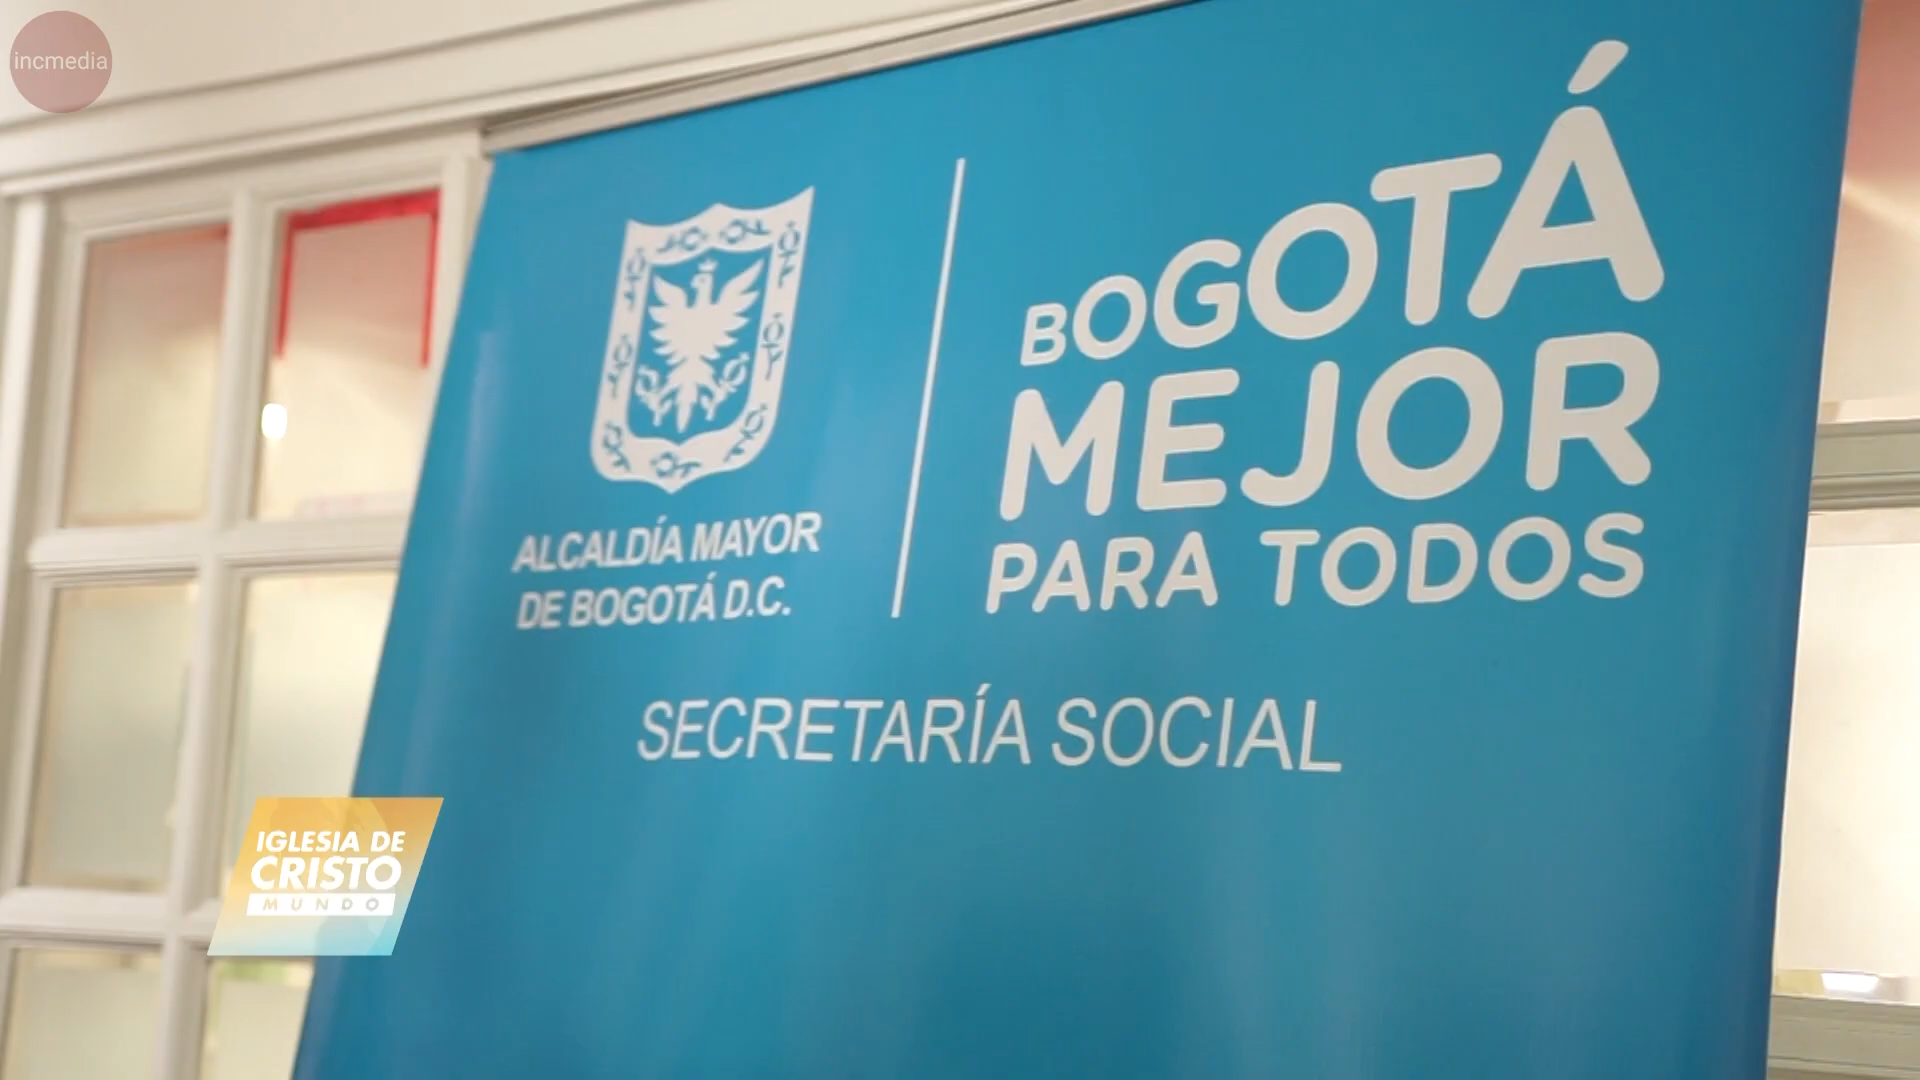 incmedia
ALCALDÍA MAYOR
DE BOGOTÁ D.C.
BOGOTÁ
MEJOR
PARA TODOS
SECRETARÍA SOCIAL
IGLESIA DE
CRISTO
MUNDO